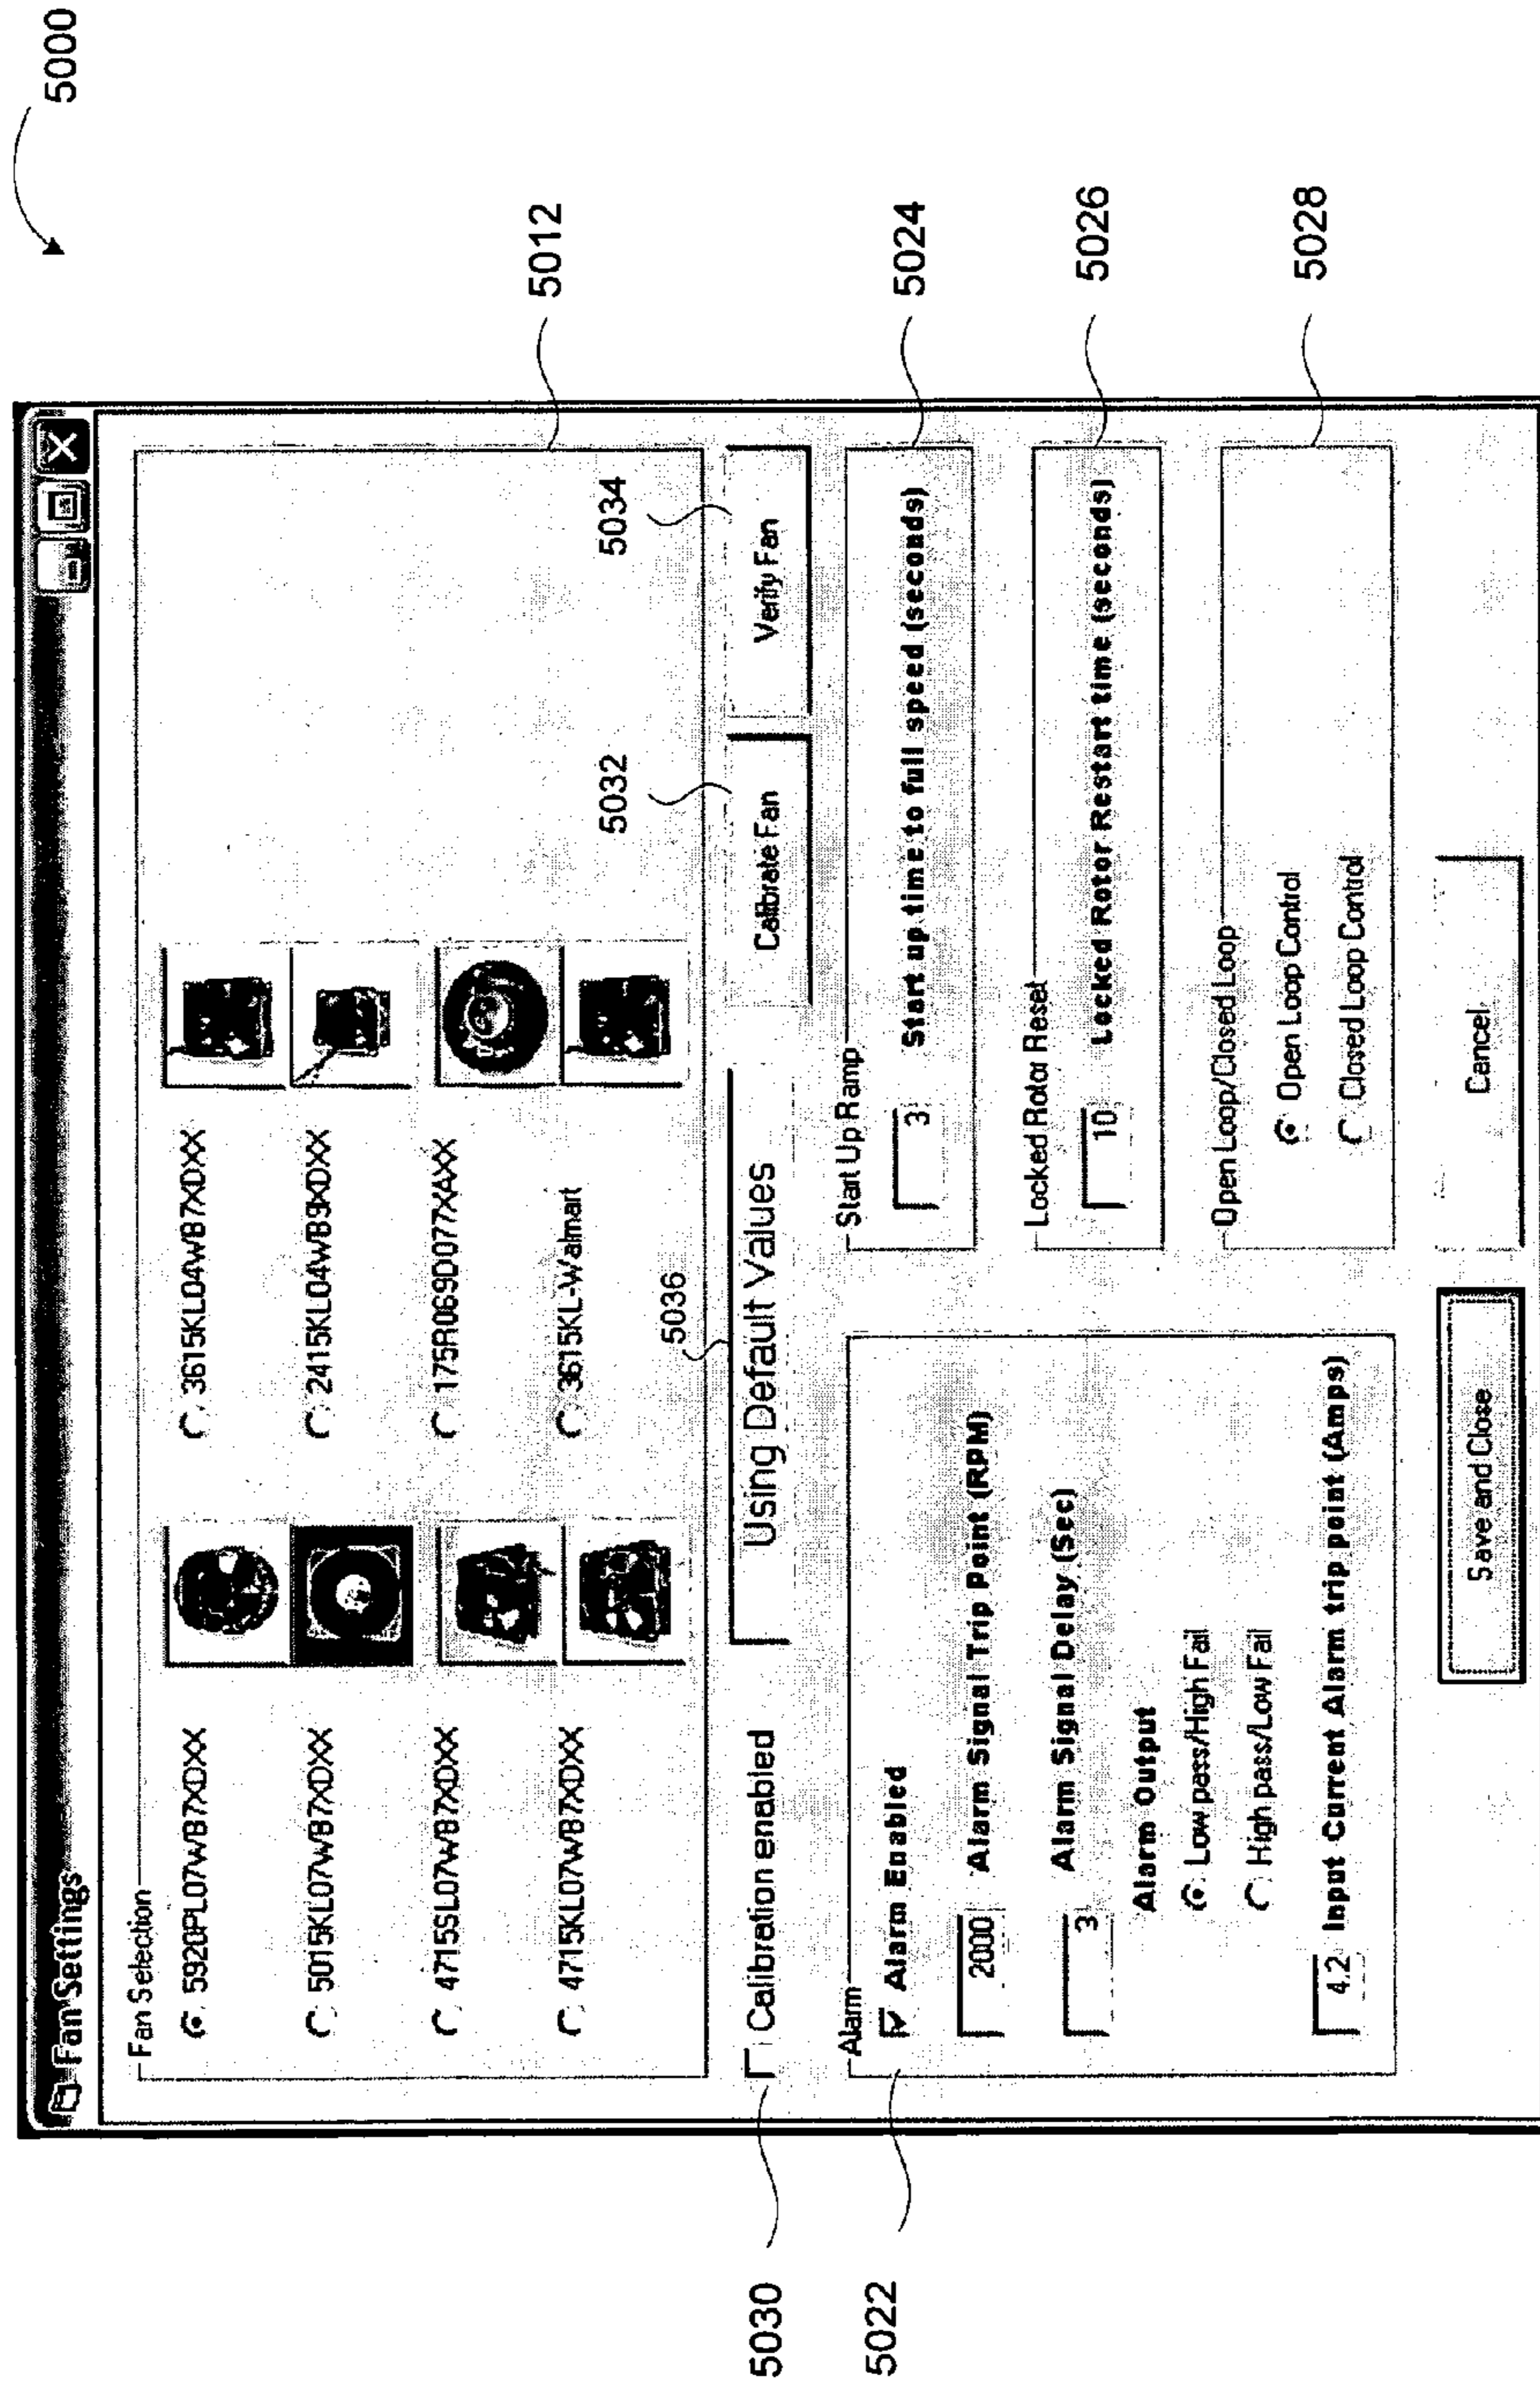 5000
Fan Settings
Fan Selection
5920PL07WB7XDXX
3615KL04WB7XDXX
5015KL07WB7XDXX
2415KL04WB9XDXX
4715SL07WB7XDXX
175R069D077XAXX
4715KL07WB7XDXX
3615KL-Walmart
5012
5036
5032
5034
5030
Calibration enabled
Using Default Values
Calibrate Fan
Verify Fan
Alarm
5022
Alarm Enabled
2000 Alarm Signal Trip Point (RPM)
3 Alarm Signal Delay (Sec)
Alarm Output
Low pass/High Fail
High pass/Low Fail
4.2 Input Current Alarm trip point (Amps)
Start Up Ramp
3 Start up time to full speed (seconds)
5024
Locked Rotor Reset
10 Locked Rotor Restart time (seconds)
5026
Open Loop/Closed Loop
Open Loop Control
Closed Loop Control
5028
Save and Close
Cancel